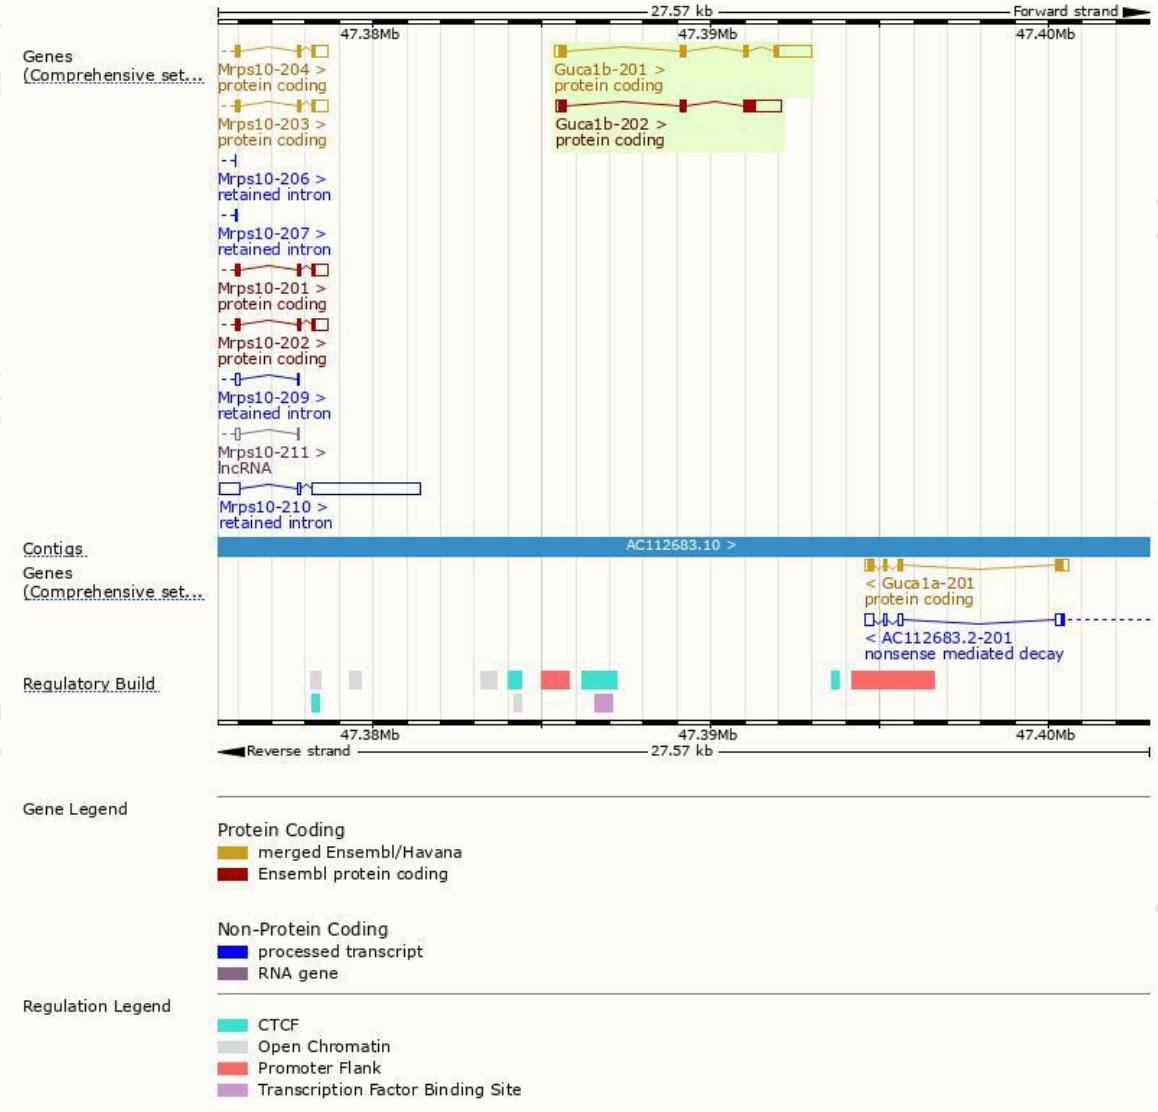 27.57 kb Forward strand
47.38Mb 47.39Mb 47.40Mb
Genes
(Comprehensive set...
Mrps10-204 >
protein coding
Guca1b-201 >
protein coding
Mrps10-203 >
protein coding
Guca1b-202 >
protein coding
Mrps10-206 >
retained intron
Mrps10-207 >
retained intron
Mrps10-201 >
protein coding
Mrps10-202 >
protein coding
Mrps10-209 >
retained intron
Mrps10-211 >
lncRNA
Mrps10-210 >
retained intron
Contigs
AC112683.10 >
Genes
(Comprehensive set...
< Guca1a-201
protein coding
< AC112683.2-201
nonsense mediated decay
Regulatory Build
47.38Mb 47.39Mb 47.40Mb
Reverse strand 27.57 kb
Gene Legend
Protein Coding
merged Ensembl/Havana
Ensembl protein coding
Non-Protein Coding
processed transcript
RNA gene
Regulation Legend
CTCF
Open Chromatin
Promoter Flank
Transcription Factor Binding Site